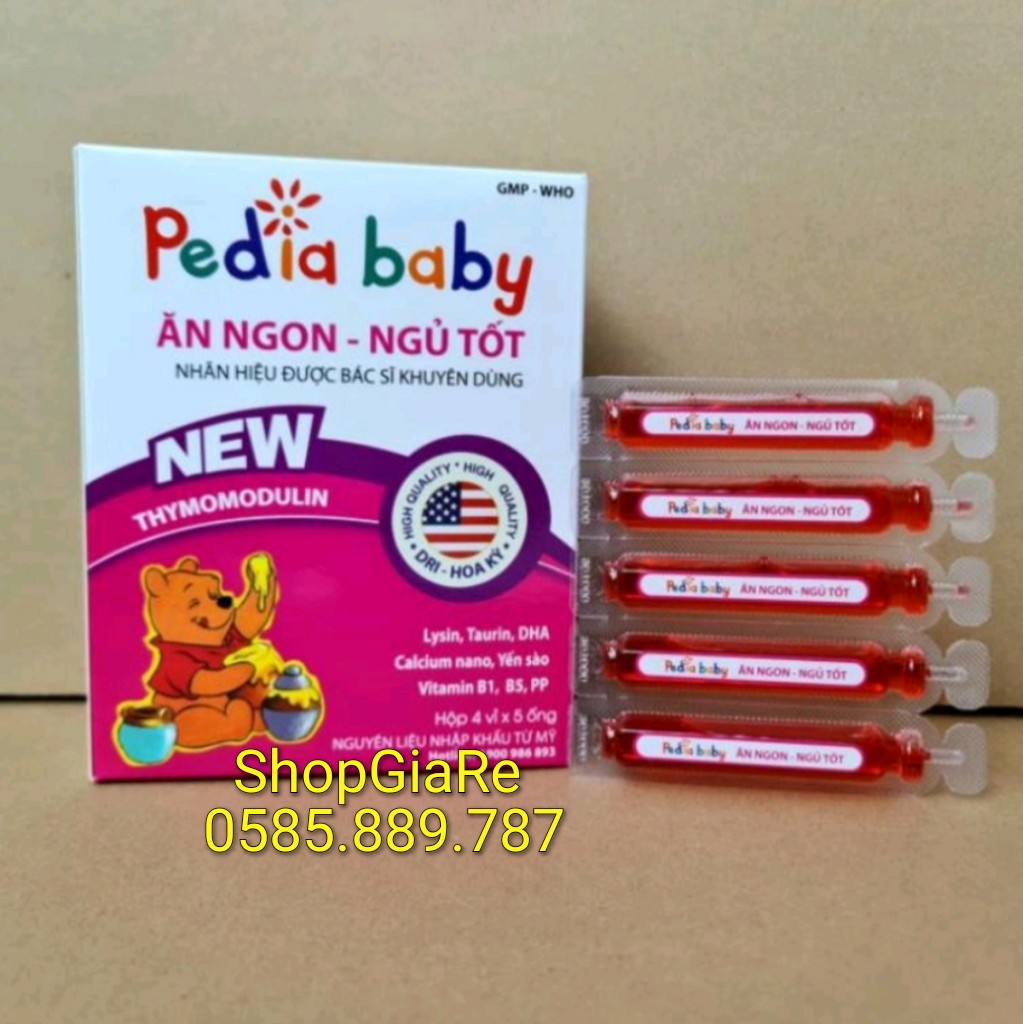 GMP - WHO
Pedia baby
ĂN NGON - NGỦ TỐT
NHÃN HIỆU ĐƯỢC BÁC SĨ KHUYÊN DÙNG
NEW
THYMOMODULIN
HIGH QUALITY * HIGH QUALITY
DRI - HOA KỲ
Lysin, Taurin, DHA
Calcium nano, Yến sào
Vitamin B1, B5, PP
Hộp 4 vỉ x 5 ống
NGUYÊN LIỆU NHẬP KHẨU TỪ MỸ
900 986 893
ShopGiaRe
0585.889.787
Pedia baby ĂN NGON - NGỦ TỐT
Pedia baby ĂN NGON - NGỦ TỐT
Pedia baby ĂN NGON - NGỦ TỐT
Pedia baby ĂN NGON - NGỦ TỐT
Pedia baby ĂN NGON - NGỦ TỐT